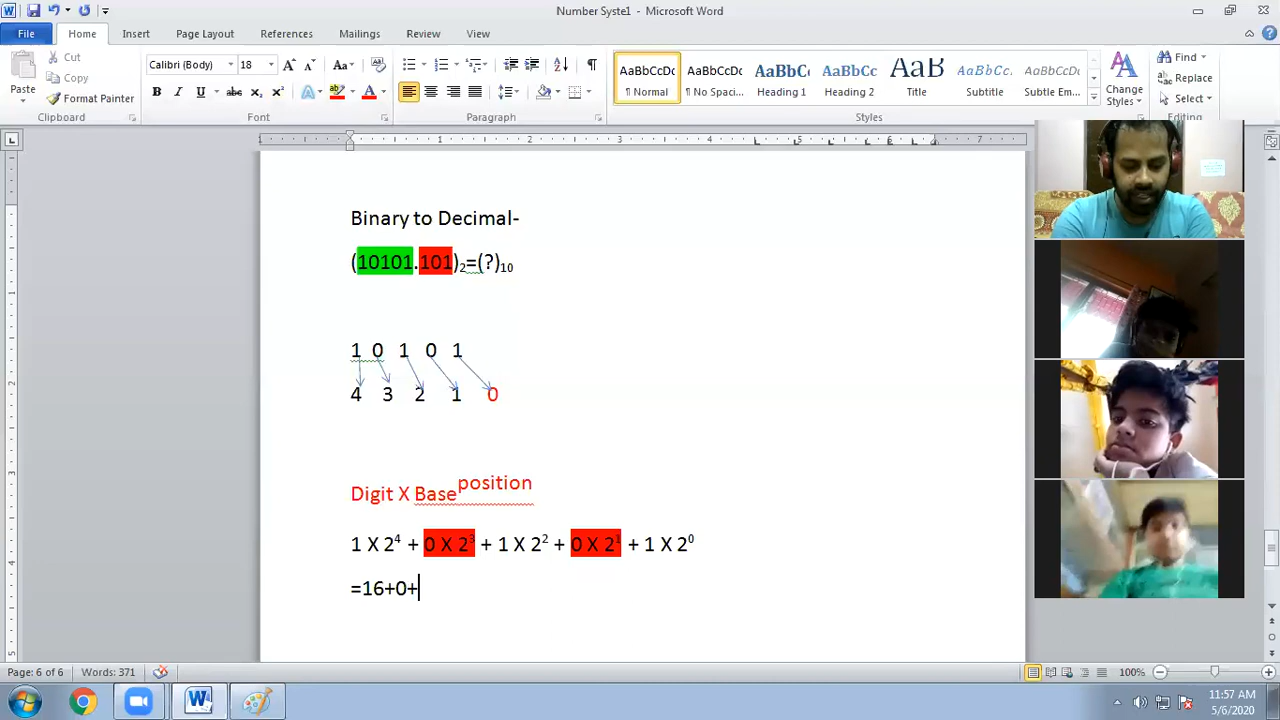 Number Syste1 - Microsoft Word
File Home Insert Page Layout References Mailings Review View
Cut
Copy
Format Painter
Paste
Clipboard
Calibri (Body) 18
Font
Paragraph
AaBbCcDc AaBbCcDc AaBbCc AaBbCc AaB AaBbCc. AaBbCcDc
¶ Normal ¶ No Spaci... Heading 1 Heading 2 Title Subtitle Subtle Em...
Styles
Change Styles
Find
Replace
Select
Editing
Binary to Decimal-
(10101.101)₂=(?)₁₀
1 0 1 0 1
4 3 2 1 0
Digit X Base^position
1 X 2⁴ + 0 X 2³ + 1 X 2² + 0 X 2¹ + 1 X 2⁰
=16+0+
Page: 6 of 6 Words: 371 100%
11:57 AM
5/6/2020